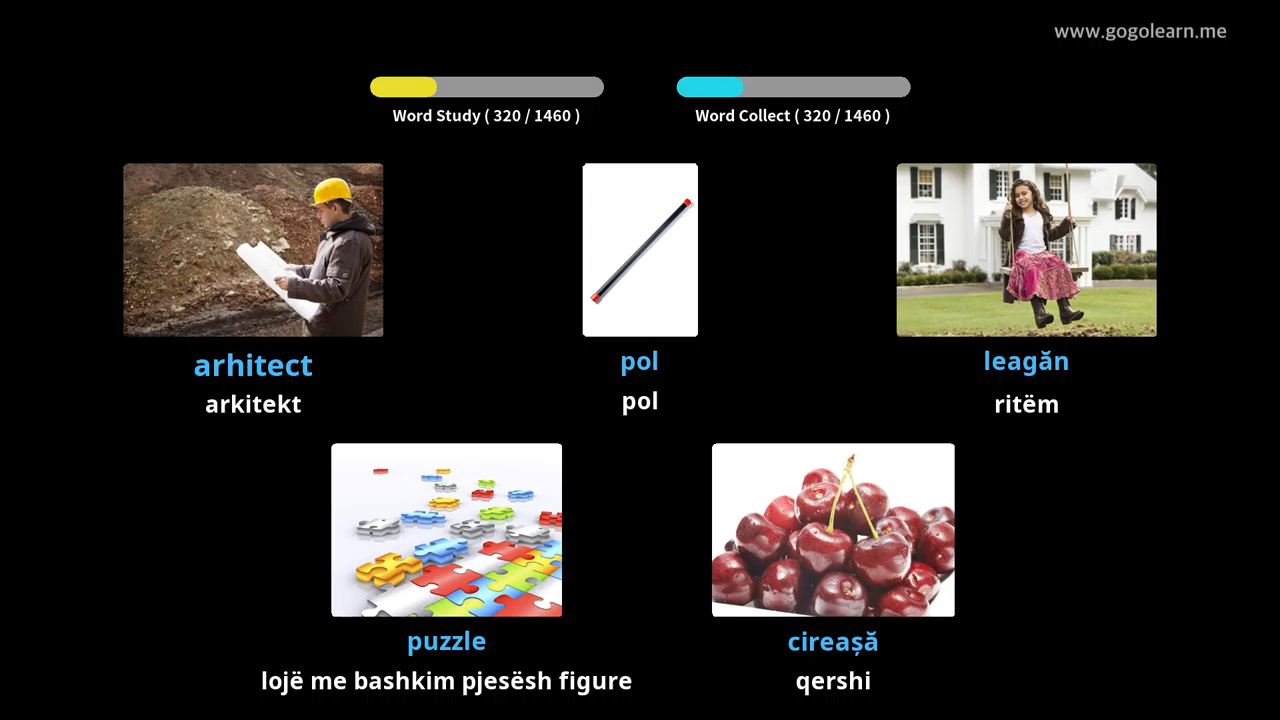 www.gogolearn.me
Word Study ( 320 / 1460 )
Word Collect ( 320 / 1460 )
arhitect
arkitekt
pol
pol
leagăn
ritëm
puzzle
lojë me bashkim pjesësh figure
cireașă
qershi